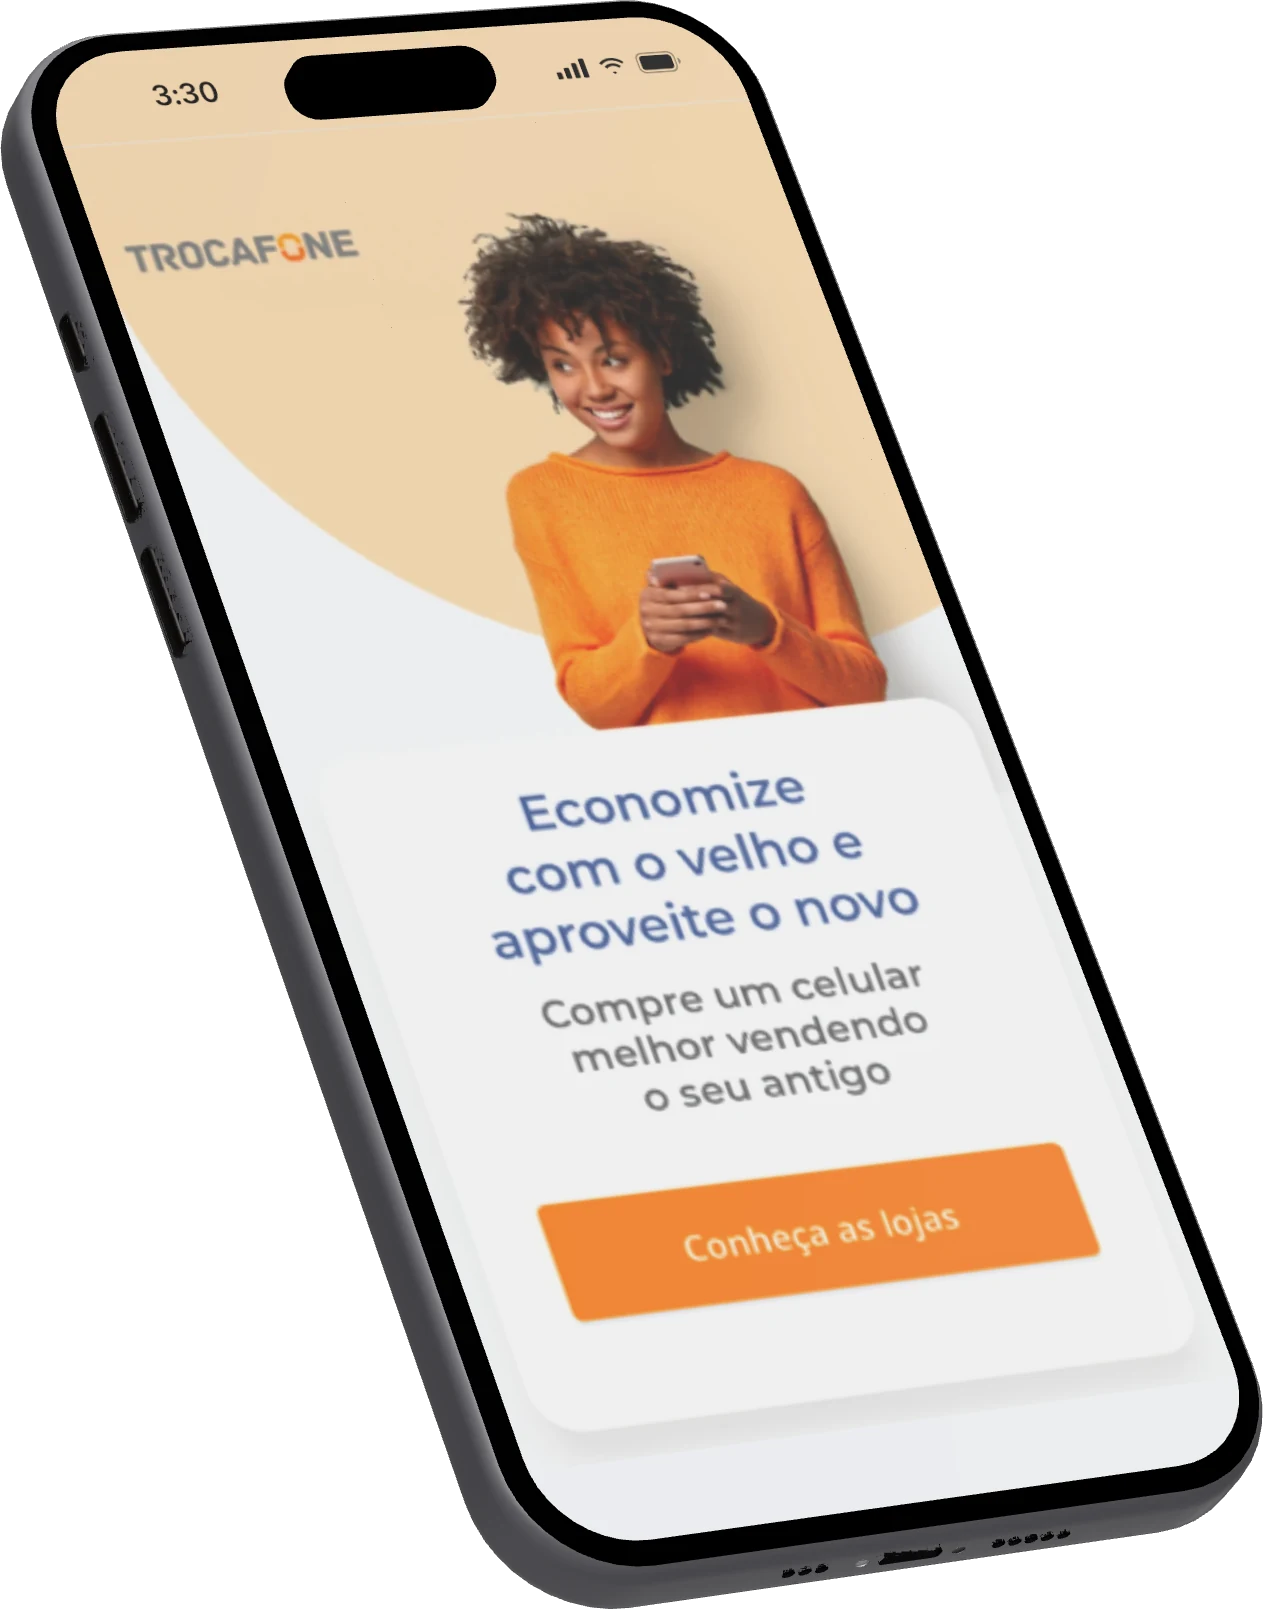 3:30
TROCAFONE
Economize
com o velho e
aproveite o novo
Compre um celular
melhor vendendo
o seu antigo
Conheça as lojas